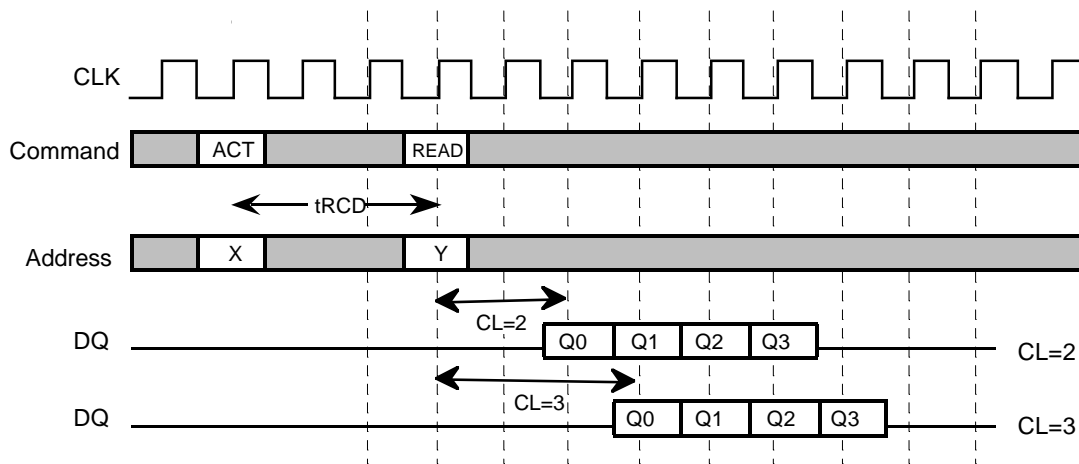 CLK
Command ACT READ
tRCD
Address X Y
CL=2
DQ Q0 Q1 Q2 Q3 CL=2
CL=3
DQ Q0 Q1 Q2 Q3 CL=3